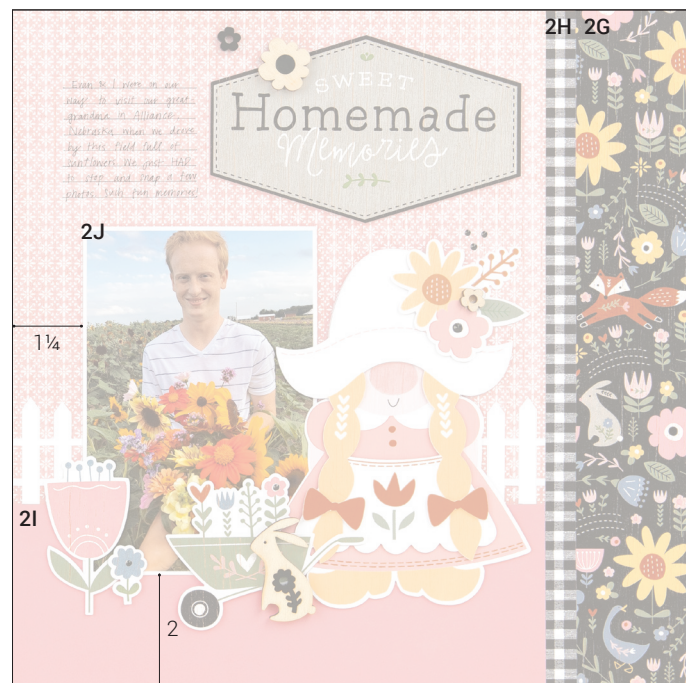 2H 2G
Evan & I were on our
way to visit our great
grandson in Alliance,
Nebraska when we drove
by this field full of
sunflowers. We just HAD
to stop and snap a few
photos. Such fun memories!
SWEET
Homemade
Memories
2J
1¼
2I
2